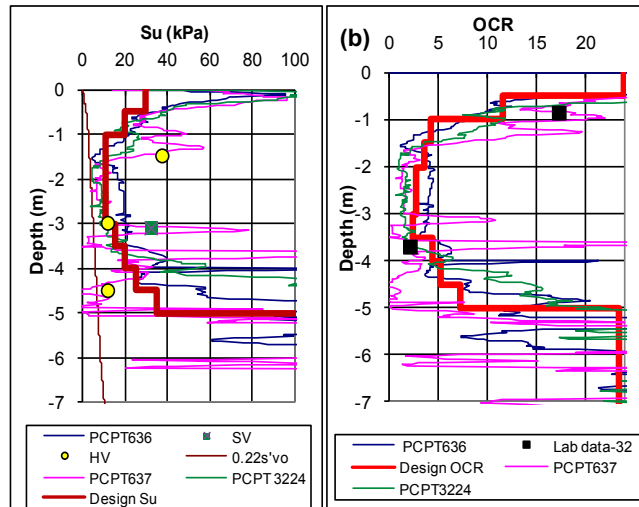 Su (kPa)
0 20 40 60 80 100
0
-1
-2
-3
-4
-5
-6
-7
Depth (m)
PCPT636
SV
HV
0.22s'vo
PCPT637
PCPT 3224
Design Su
(b)
OCR
0 5 10 15 20
0
-1
-2
-3
-4
-5
-6
-7
Depth (m)
PCPT636
Lab data-32
Design OCR
PCPT637
PCPT3224